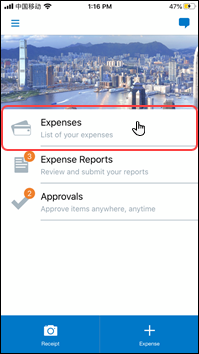 中国移动 1:16 PM 47%
Expenses
List of your expenses
3
Expense Reports
Review and submit your reports
2
Approvals
Approve items anywhere, anytime
Receipt Expense